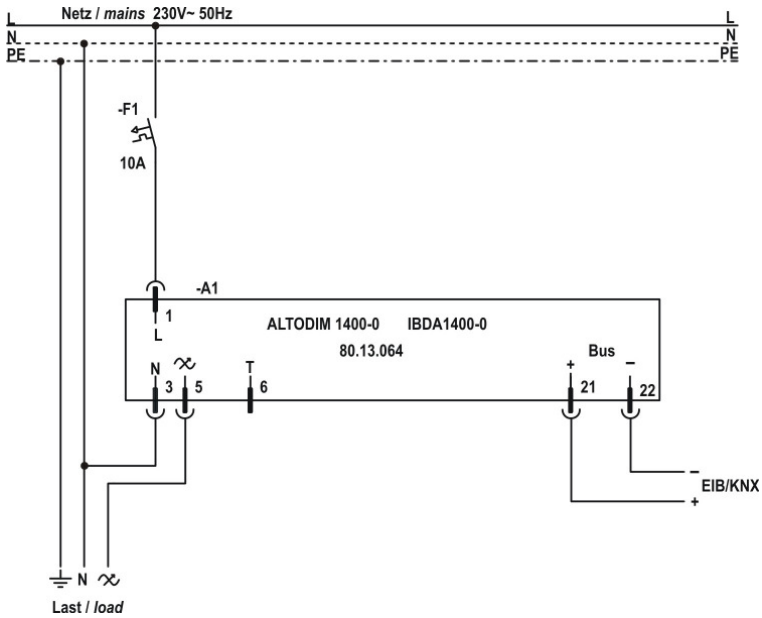 Netz / mains 230V~ 50Hz
L L
N N
PE PE
-F1
10A
-A1
1
L
ALTODIM 1400-0 IBDA1400-0
80.13.064
Bus
N T + −
3 5 6 21 22
−
EIB/KNX
+
N
Last / load